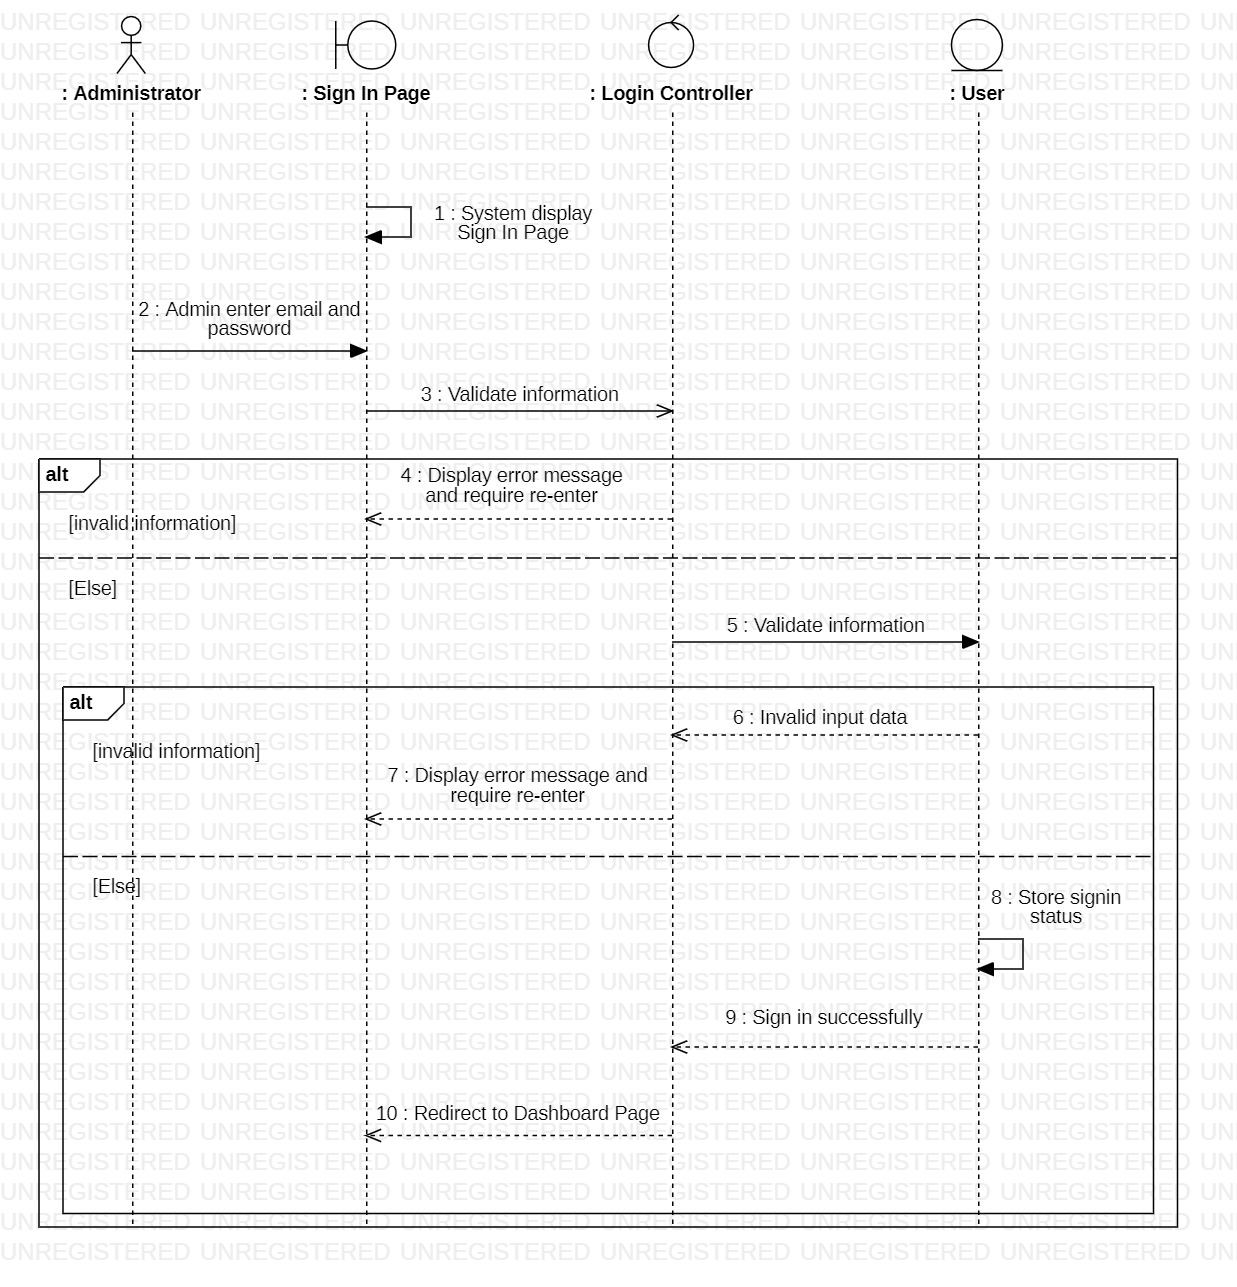 : Administrator
: Sign In Page
: Login Controller
: User
1 : System display
Sign In Page
2 : Admin enter email and
password
3 : Validate information
alt
4 : Display error message
and require re-enter
[invalid information]
[Else]
5 : Validate information
alt
6 : Invalid input data
[invalid information]
7 : Display error message and
require re-enter
[Else]
8 : Store signin
status
9 : Sign in successfully
10 : Redirect to Dashboard Page
UNREGISTERED